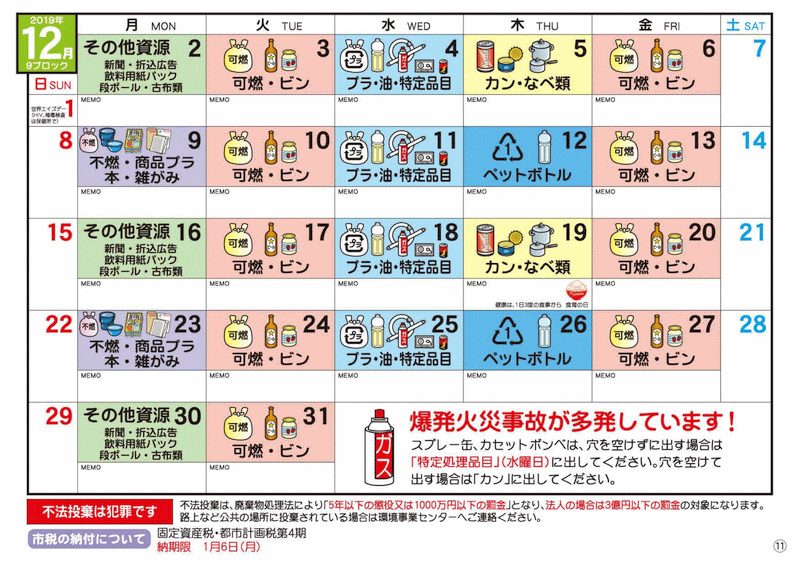 2019年
12月
9ブロック
月 MON
火 TUE
水 WED
木 THU
金 FRI
土 SAT
日 SUN
世界エイズデー
1
MEMO
その他資源 2
新聞・折込広告
飲料用紙パック
段ボール・古布類
MEMO
可燃
3
可燃・ビン
MEMO
プラ
ガス
4
プラ・油・特定品目
MEMO
5
カン・なべ類
MEMO
可燃
6
可燃・ビン
MEMO
7
8
不燃
9
不燃・商品プラ
本・雑がみ
MEMO
可燃
10
可燃・ビン
MEMO
プラ
ガス
11
プラ・油・特定品目
MEMO
1
12
ペットボトル
MEMO
可燃
13
可燃・ビン
MEMO
14
15
その他資源 16
新聞・折込広告
飲料用紙パック
段ボール・古布類
MEMO
可燃
17
可燃・ビン
MEMO
プラ
ガス
18
プラ・油・特定品目
MEMO
19
カン・なべ類
MEMO
健康は、1日3度の食事から 食育の日
可燃
20
可燃・ビン
MEMO
21
22
不燃
23
不燃・商品プラ
本・雑がみ
MEMO
可燃
24
可燃・ビン
MEMO
プラ
ガス
25
プラ・油・特定品目
MEMO
1
26
ペットボトル
MEMO
可燃
27
可燃・ビン
MEMO
28
29
その他資源 30
新聞・折込広告
飲料用紙パック
段ボール・古布類
MEMO
可燃
31
可燃・ビン
MEMO
ガス
爆発火災事故が多発しています!
スプレー缶、カセットボンベは、穴を空けずに出す場合は
「特定処理品目」(水曜日)に出してください。穴を空けて
出す場合は「カン」に出してください。
不法投棄は犯罪です
不法投棄は、廃棄物処理法により「5年以下の懲役又は1000万円以下の罰金」となり、法人の場合は3億円以下の罰金の対象になります。
路上など公共の場所に投棄されている場合は環境事業センターへご連絡ください。
市税の納付について
固定資産税・都市計画税第4期
納期限 1月6日(月)
⑪